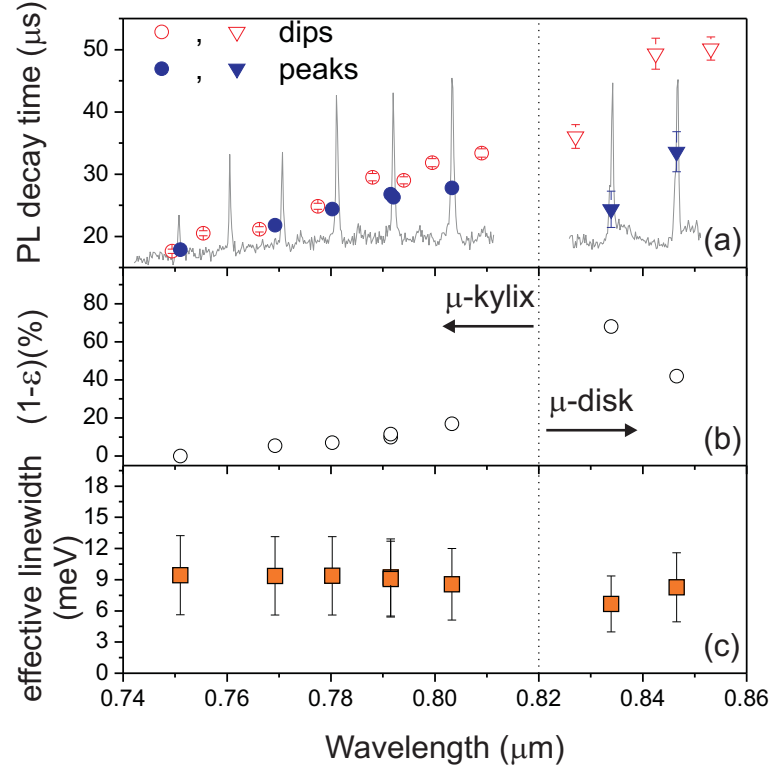 PL decay time (μs)
60
50
40
30
20
, dips
, peaks
(a)
(1-ε)(%)
80
60
40
20
0
μ-kylix
μ-disk
(b)
effective linewidth
(meV)
18
15
12
9
6
3
0
(c)
0.74 0.76 0.78 0.80 0.82 0.84 0.86
Wavelength (μm)